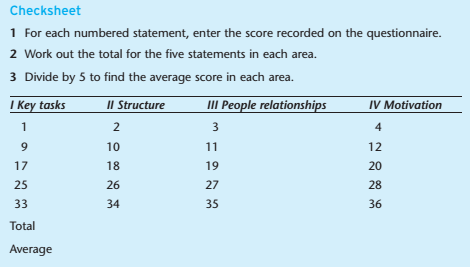 Checksheet
1 For each numbered statement, enter the score recorded on the questionnaire.
2 Work out the total for the five statements in each area.
3 Divide by 5 to find the average score in each area.
I Key tasks II Structure III People relationships IV Motivation
1 2 3 4
9 10 11 12
17 18 19 20
25 26 27 28
33 34 35 36
Total
Average